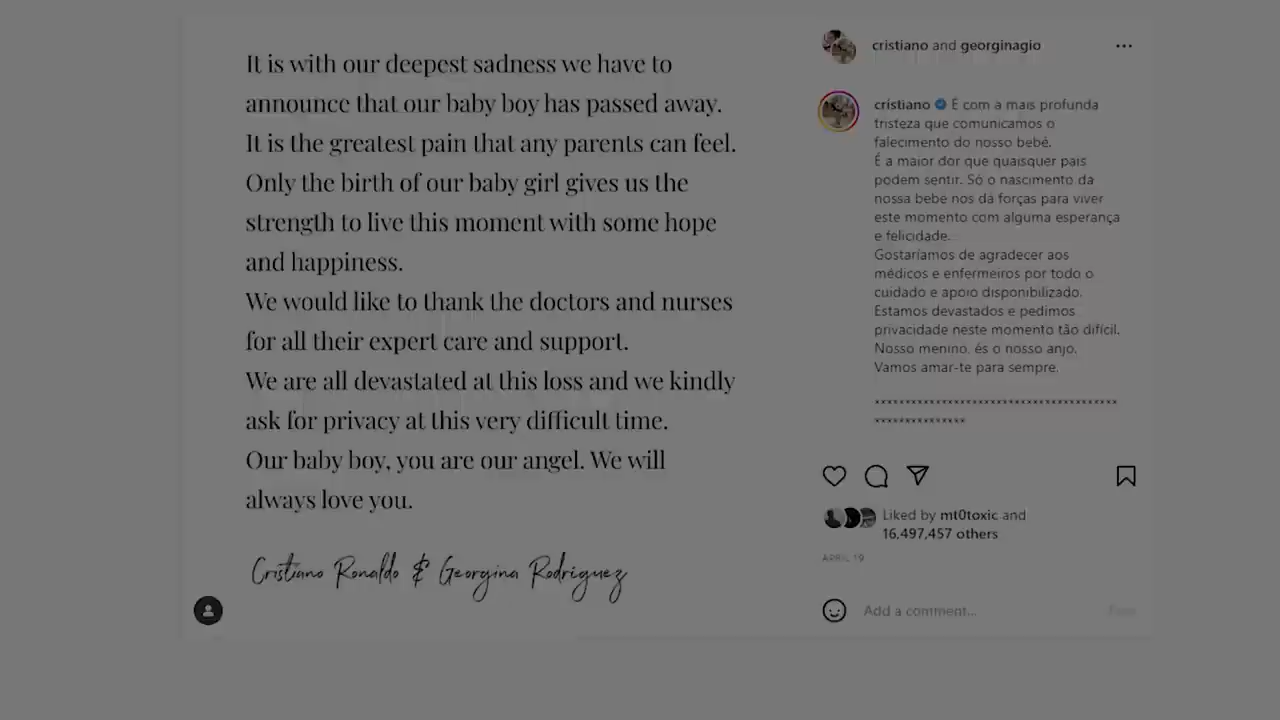 It is with our deepest sadness we have to
announce that our baby boy has passed away.
It is the greatest pain that any parents can feel.
Only the birth of our baby girl gives us the
strength to live this moment with some hope
and happiness.
We would like to thank the doctors and nurses
for all their expert care and support.
We are all devastated at this loss and we kindly
ask for privacy at this very difficult time.
Our baby boy, you are our angel. We will
always love you.
Cristiano Ronaldo & Georgina Rodriguez
cristiano and georginagio
cristiano É com a mais profunda
tristeza que comunicamos o
falecimento do nosso bebé.
É a maior dor que quaisquer pais
podem sentir. Só o nascimento da
nossa bebé nos dá forças para viver
este momento com alguma esperança
e felicidade.
Gostaríamos de agradecer aos
médicos e enfermeiros por todo o
cuidado e apoio disponibilizado.
Estamos devastados e pedimos
privacidade neste momento tão difícil.
Nosso menino, és o nosso anjo.
Vamos amar-te para sempre.
Liked by mt0toxic and
16,497,457 others
APRIL 19
Add a comment...
Post